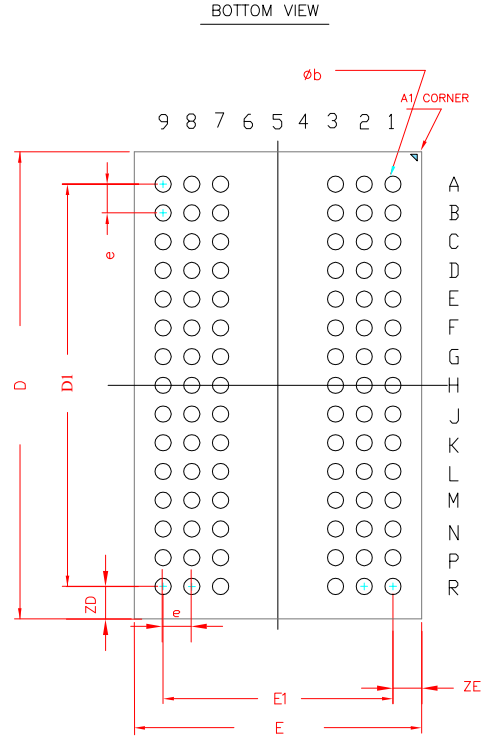 BOTTOM VIEW
øb
A1 CORNER
9 8 7 6 5 4 3 2 1
A
B
e
C
D
E
F
G
D D1 H
J
K
L
M
N
P
ZD R
e
ZE
E1
E